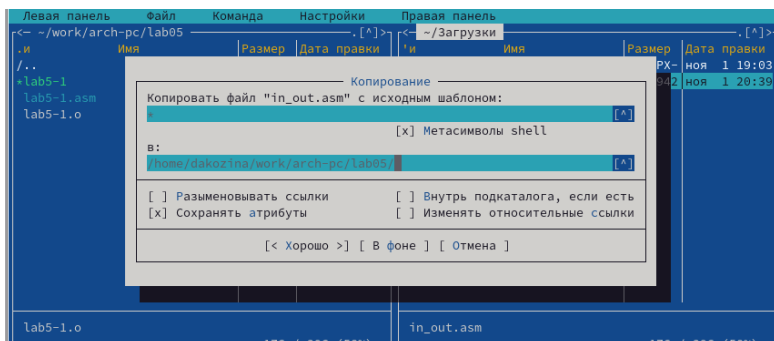 Левая панель Файл Команда Настройки Правая панель
<— ~/work/arch-pc/lab05 .[^]> <— ~/Загрузки .[^]>
.и Имя Размер Дата правки 'и Имя Размер Дата правки
/.. РХ- ноя 1 19:03
*lab5-1 942 ноя 1 20:39
lab5-1.asm
lab5-1.o
Копирование
Копировать файл "in_out.asm" с исходным шаблоном:
* [^]
[x] Метасимволы shell
в:
/home/dakozina/work/arch-pc/lab05/ [^]
[ ] Разыменовывать ссылки [ ] Внутрь подкаталога, если есть
[x] Сохранять атрибуты [ ] Изменять относительные ссылки
[< Хорошо >] [ В фоне ] [ Отмена ]
lab5-1.o in_out.asm